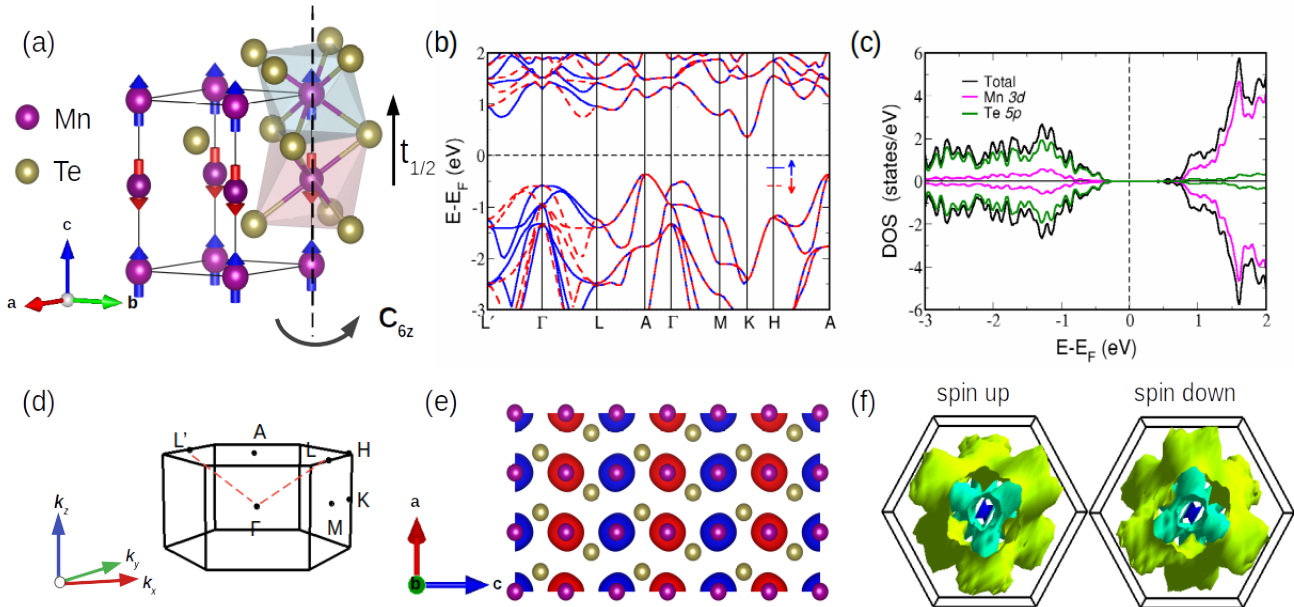 (a)
Mn
Te
t1/2
c
a
b
C6z
(b)
E-EF (eV)
2
1
0
-1
-2
-3
L' Γ L A Γ M K H A
(c)
DOS (states/eV)
6
4
2
0
-2
-4
-6
Total
Mn 3d
Te 5p
-3 -2 -1 0 1 2
E-EF (eV)
(d)
L' A L H
K
Γ M
kz
ky
kx
(e)
a
b c
(f)
spin up spin down